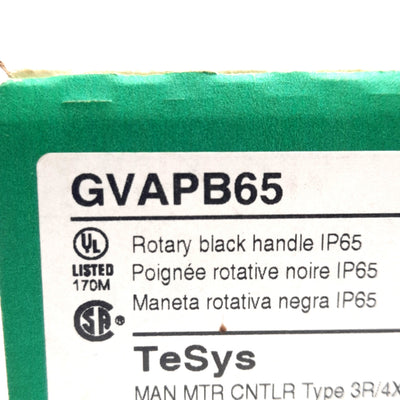 GVAPB65
UL
LISTED
170M
Rotary black handle IP65
Poignée rotative noire IP65
Maneta rotativa negra IP65
SA
TeSys
MAN MTR CNTLR Type 3R/4X